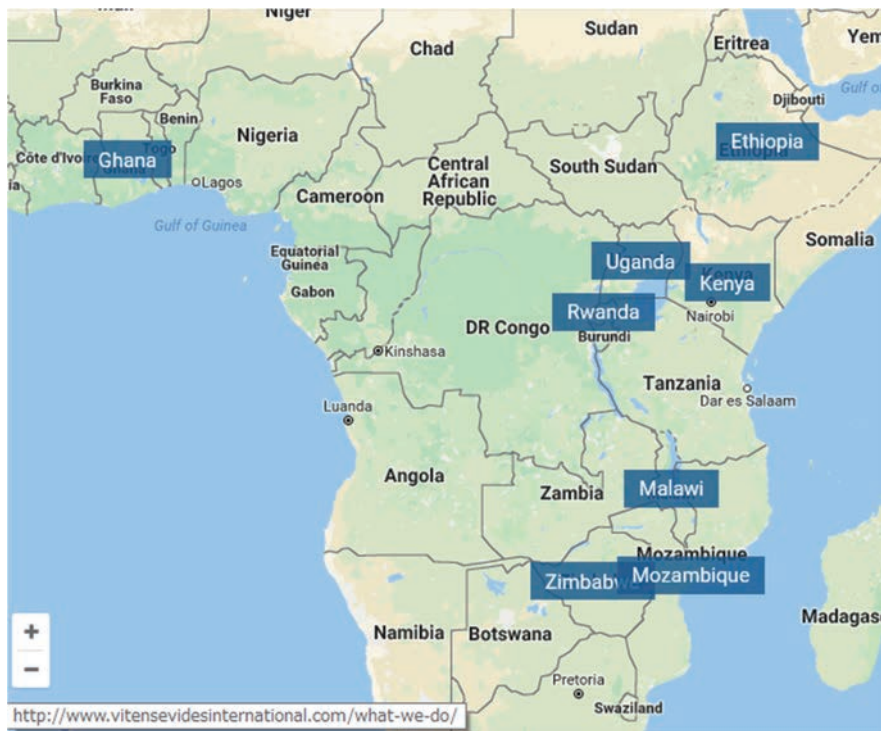 Niger
Sudan
Chad
Eritrea
Yem
Burkina
Faso
Djibouti
Gulf of
Benin
Nigeria
Ethiopia
Côte d'Ivoire
Ghana
Togo
South Sudan
Central
African
Republic
Lagos
Cameroon
Gulf of Guinea
Somalia
Equatorial
Guinea
Uganda
Kenya
Gabon
Rwanda
Nairobi
DR Congo
Burundi
Kinshasa
Tanzania
Dar es Salaam
Luanda
Angola
Malawi
Zambia
Mozambique
Zimbabw
Mozambique
Madagas
Namibia
Botswana
Pretoria
Swaziland
+
−
http://www.vitensevidesinternational.com/what-we-do/